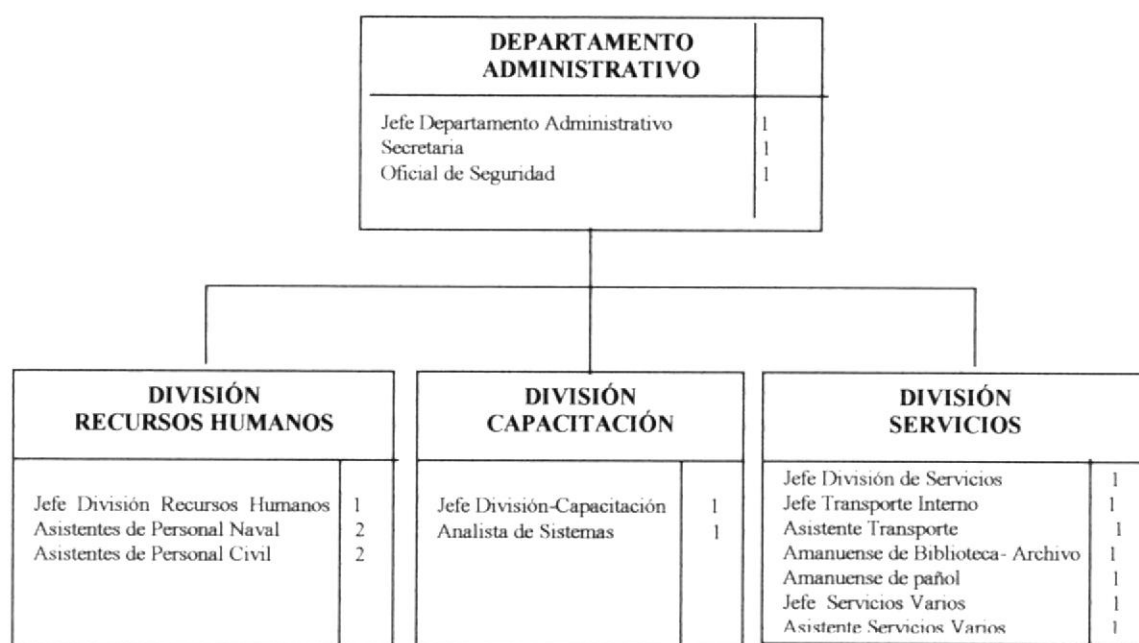 DEPARTAMENTO
ADMINISTRATIVO
Jefe Departamento Administrativo 1
Secretaria 1
Oficial de Seguridad 1
DIVISIÓN
RECURSOS HUMANOS
Jefe División Recursos Humanos 1
Asistentes de Personal Naval 2
Asistentes de Personal Civil 2
DIVISIÓN
CAPACITACIÓN
Jefe División-Capacitación 1
Analista de Sistemas 1
DIVISIÓN
SERVICIOS
Jefe División de Servicios 1
Jefe Transporte Interno 1
Asistente Transporte 1
Amanuense de Biblioteca- Archivo 1
Amanuense de pañol 1
Jefe Servicios Varios 1
Asistente Servicios Varios 1